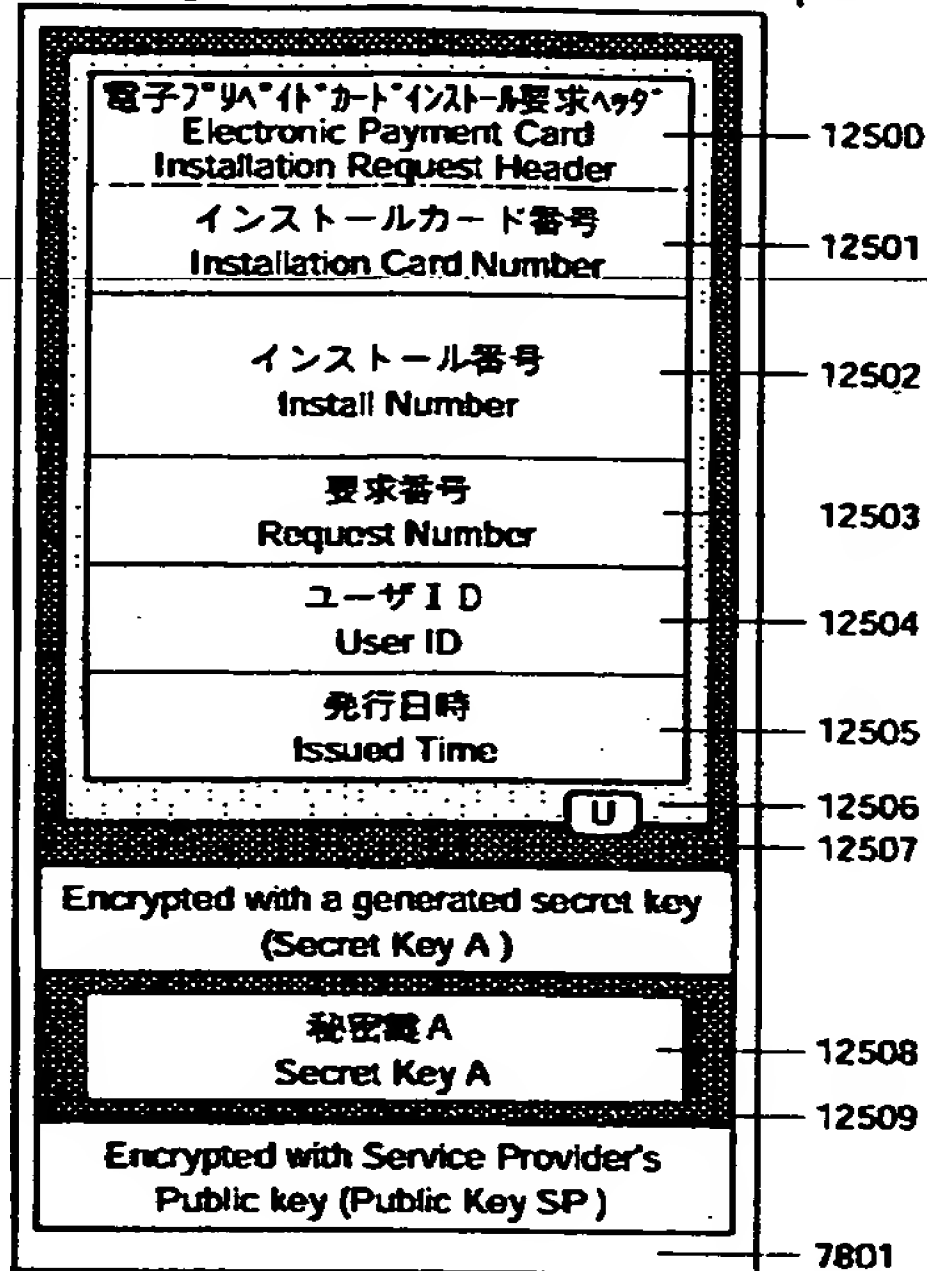 電子プリペイドカードインストール要求ヘッダ
Electronic Payment Card
Installation Request Header
12500
インストールカード番号
Installation Card Number
12501
インストール番号
Install Number
12502
要求番号
Request Number
12503
ユーザID
User ID
12504
発行日時
Issued Time
12505
U
12506
12507
Encrypted with a generated secret key
(Secret Key A)
秘密鍵A
Secret Key A
12508
12509
Encrypted with Service Provider's
Public key (Public Key SP)
7801